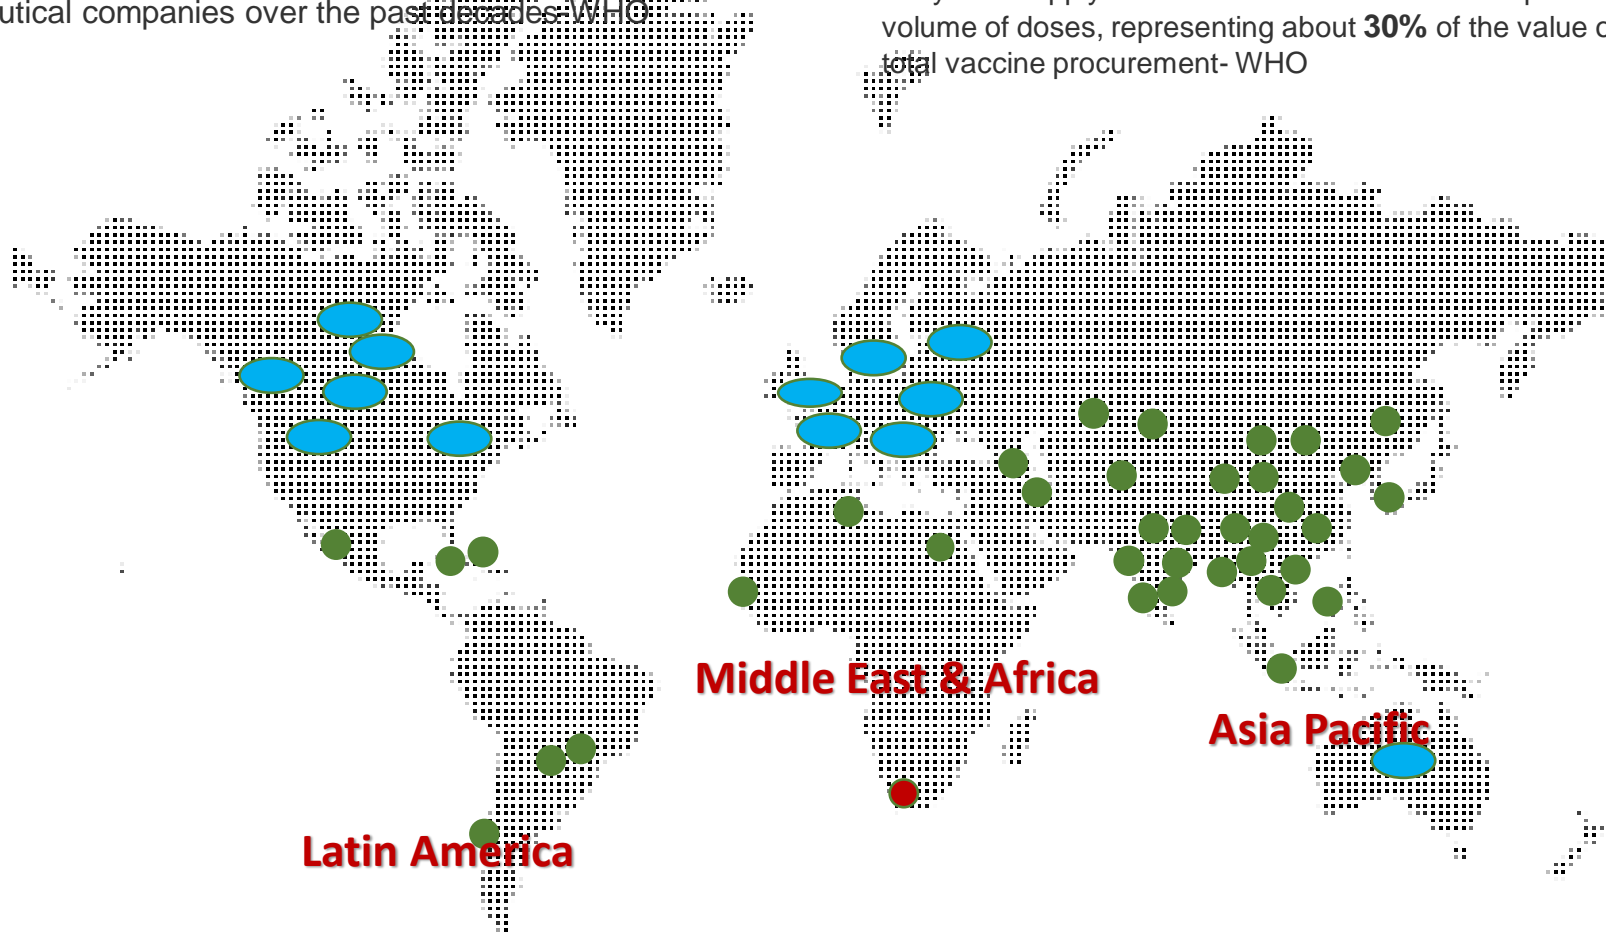 utical companies over the past decades-WHO
volume of doses, representing about 30% of the value
total vaccine procurement- WHO
Middle East & Africa
Asia Pacific
Latin America